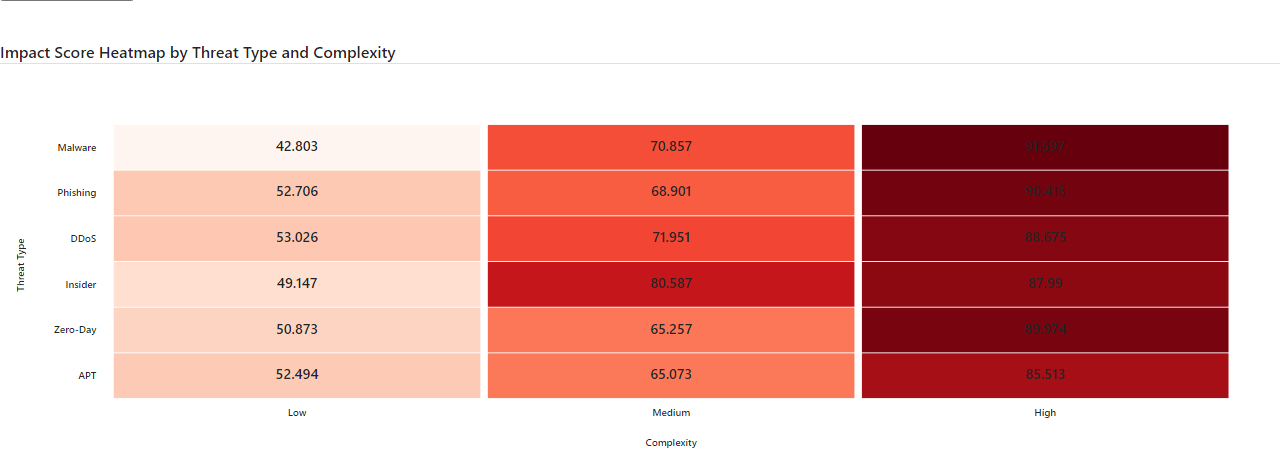 Impact Score Heatmap by Threat Type and Complexity
Malware 42.803 70.857
Phishing 52.706 68.901
DDoS 53.026 71.951 88.675
Insider 49.147 80.587 87.99
Zero-Day 50.873 65.257 89.974
APT 52.494 65.073 85.513
Low Medium High
Complexity
Threat Type